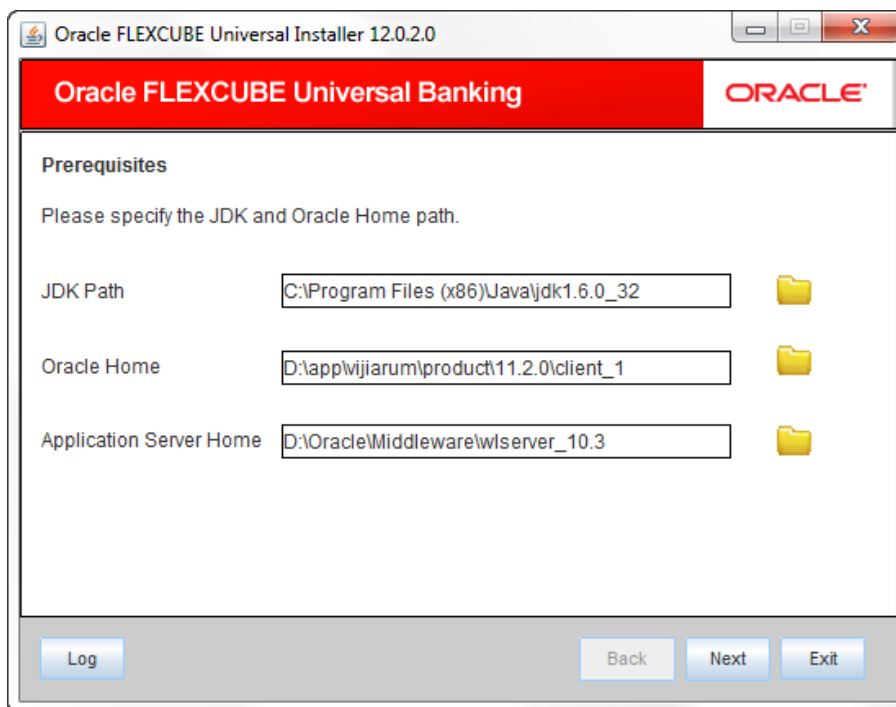 Oracle FLEXCUBE Universal Installer 12.0.2.0
Oracle FLEXCUBE Universal Banking
ORACLE'
Prerequisites
Please specify the JDK and Oracle Home path.
JDK Path
C:\Program Files (x86)\Java\jdk1.6.0_32
Oracle Home
D:\app\vijiarum\product\11.2.0\client_1
Application Server Home
D:\Oracle\Middleware\wlserver_10.3
Log
Back
Next
Exit